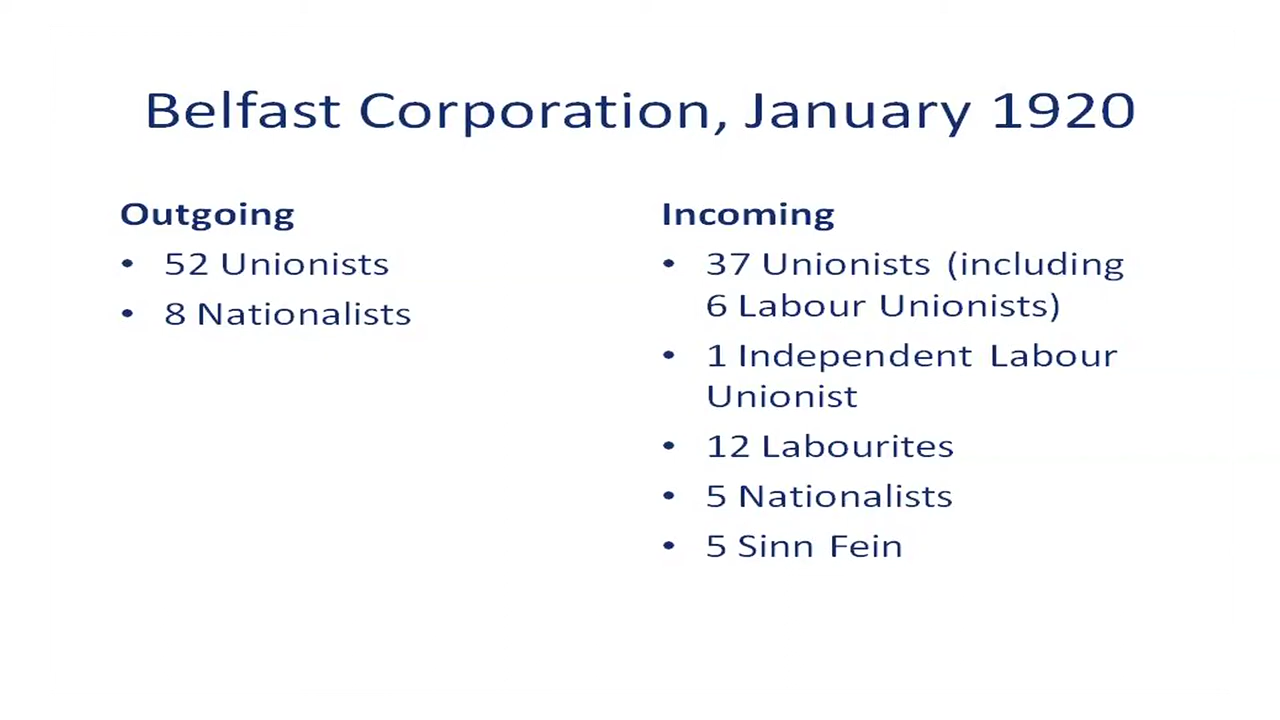 Belfast Corporation, January 1920
Outgoing
• 52 Unionists
• 8 Nationalists
Incoming
• 37 Unionists (including
6 Labour Unionists)
• 1 Independent Labour
Unionist
• 12 Labourites
• 5 Nationalists
• 5 Sinn Fein